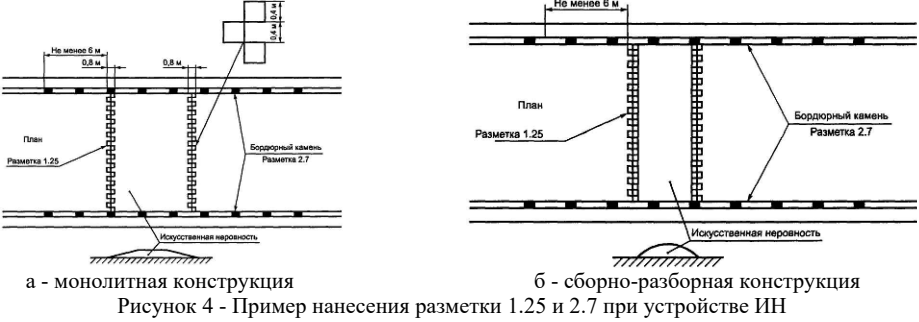 0,4 м
0,4 м
Не менее 6 м
0,8 м
0,8 м
План
Разметка 1.25
Бордюрный камень
Разметка 2.7
Искусственная неровность
Не менее 6 м
План
Разметка 1.25
Бордюрный камень
Разметка 2.7
Искусственная неровность
а - монолитная конструкция
б - сборно-разборная конструкция
Рисунок 4 - Пример нанесения разметки 1.25 и 2.7 при устройстве ИН